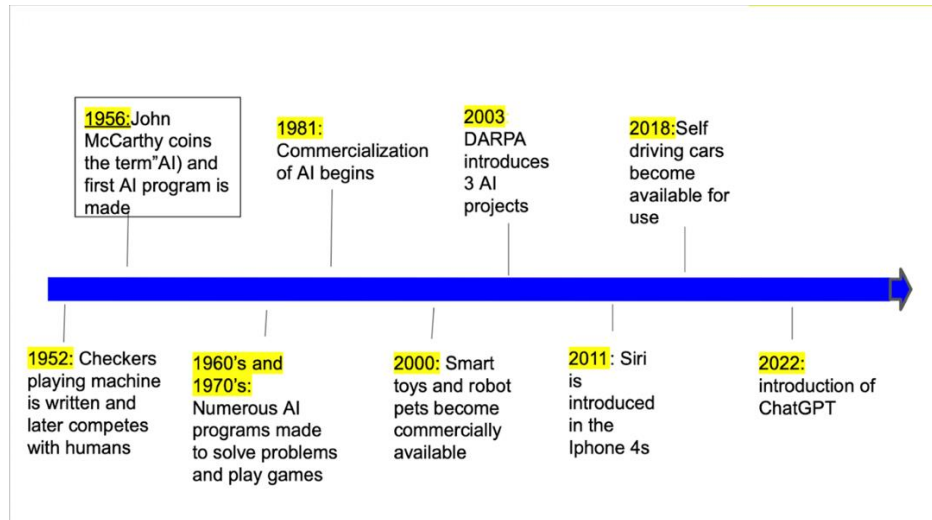 1956:John
McCarthy coins
the term"AI) and
first AI program is
made
1981:
Commercialization
of AI begins
2003
DARPA
introduces
3 AI
projects
2018:Self
driving cars
become
available for
use
1952: Checkers
playing machine
is written and
later competes
with humans
1960's and
1970's:
Numerous AI
programs made
to solve problems
and play games
2000: Smart
toys and robot
pets become
commercially
available
2011: Siri
is
introduced
in the
Iphone 4s
2022:
introduction of
ChatGPT